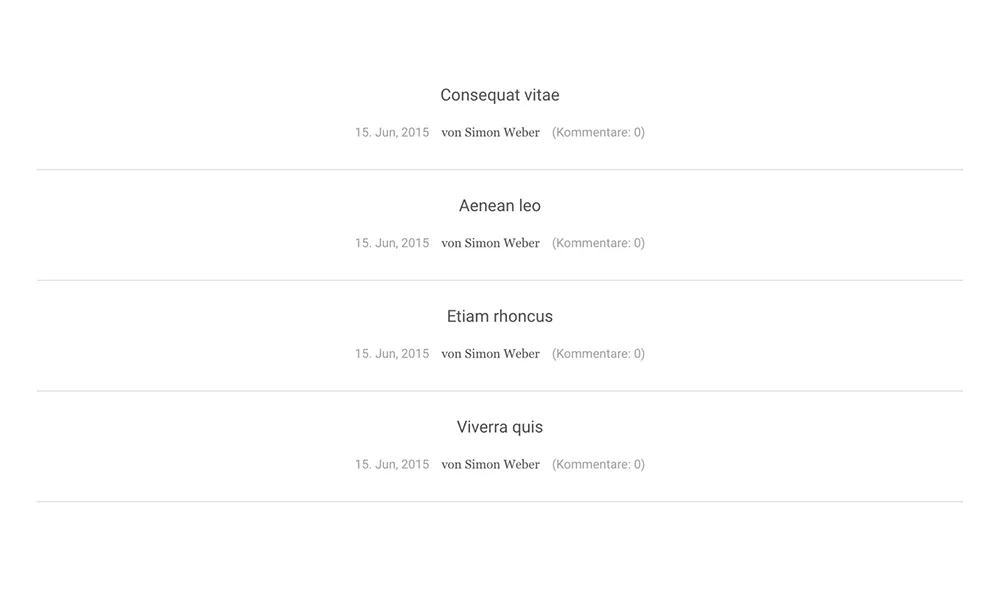 Consequat vitae
15. Jun, 2015 von Simon Weber (Kommentare: 0)
Aenean leo
15. Jun, 2015 von Simon Weber (Kommentare: 0)
Etiam rhoncus
15. Jun, 2015 von Simon Weber (Kommentare: 0)
Viverra quis
15. Jun, 2015 von Simon Weber (Kommentare: 0)